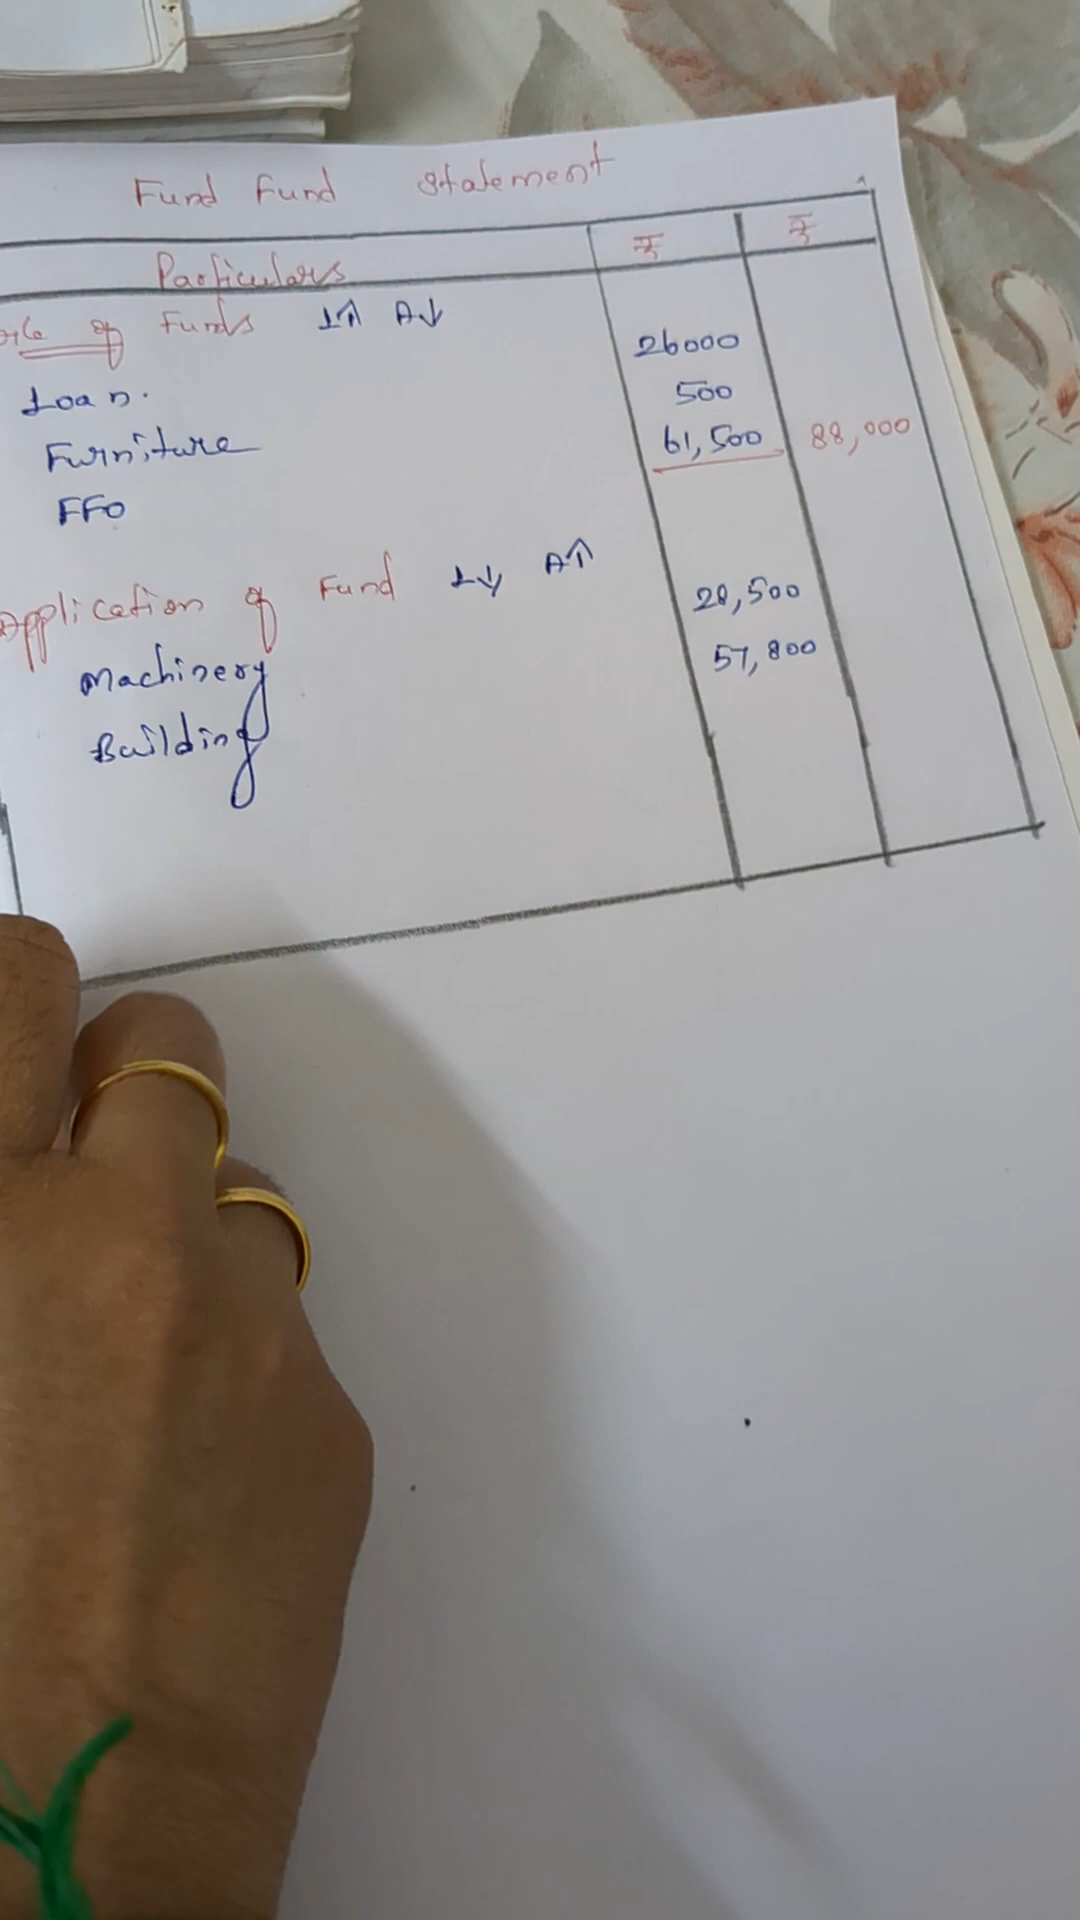 Fund Fund Statement
Particulars ₹ ₹
of Funds L↑ A↓
Loan. 26000
Furniture 500
FFO 61,500 88,000
Application of Fund L↓ A↑
Machinery 28,500
Building 57,800